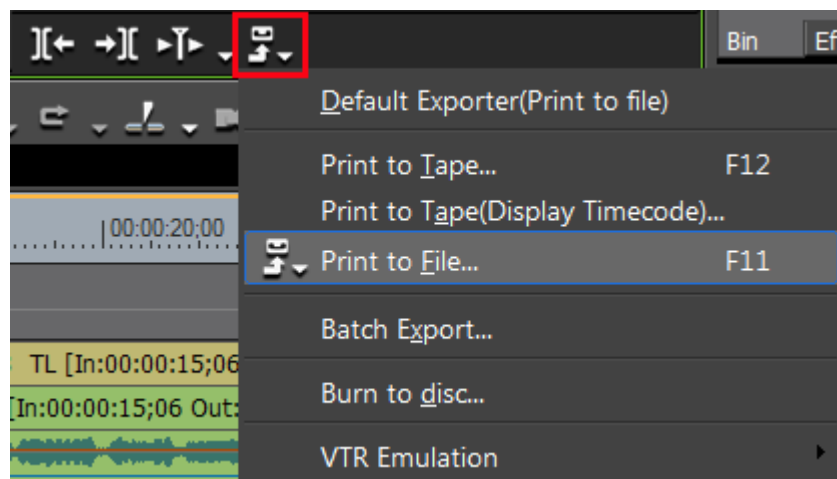 Bin
Ef
Default Exporter(Print to file)
Print to Tape... F12
Print to Tape(Display Timecode)...
00:00:20;00
Print to File... F11
Batch Export...
TL [In:00:00:15;06
Burn to disc...
[In:00:00:15;06 Out:
VTR Emulation